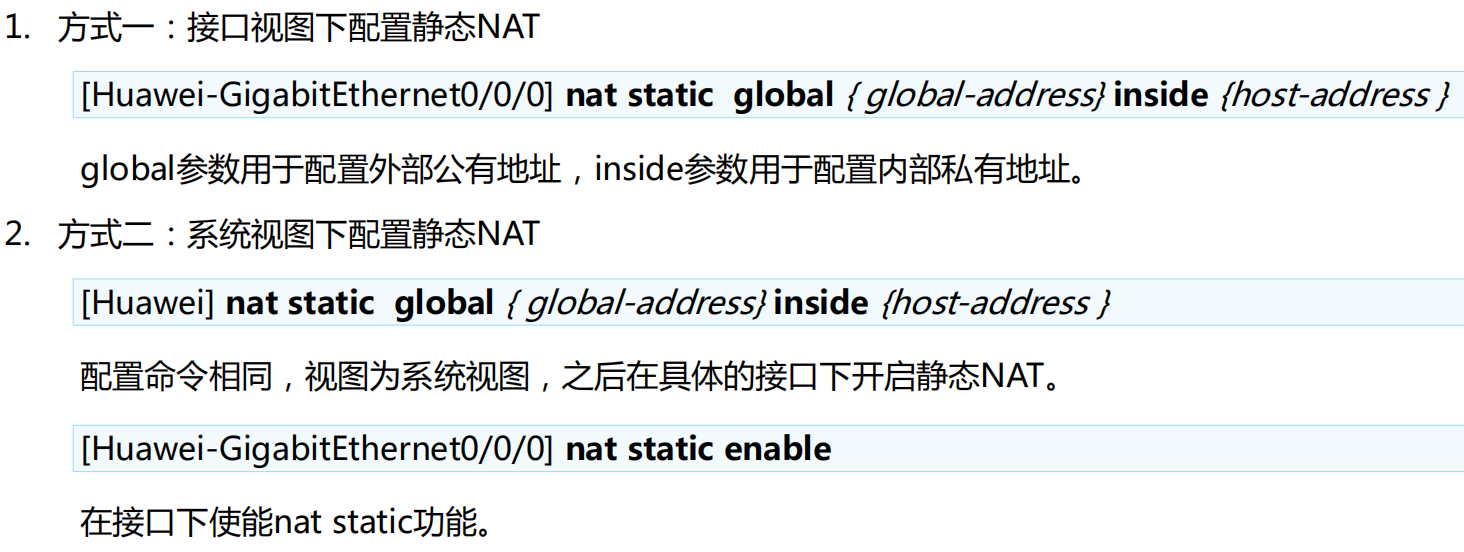 1. 方式一：接口视图下配置静态NAT
[Huawei-GigabitEthernet0/0/0] nat static  global { global-address} inside {host-address }
global参数用于配置外部公有地址，inside参数用于配置内部私有地址。
2. 方式二：系统视图下配置静态NAT
[Huawei] nat static  global { global-address} inside {host-address }
配置命令相同，视图为系统视图，之后在具体的接口下开启静态NAT。
[Huawei-GigabitEthernet0/0/0] nat static enable
在接口下使能nat static功能。